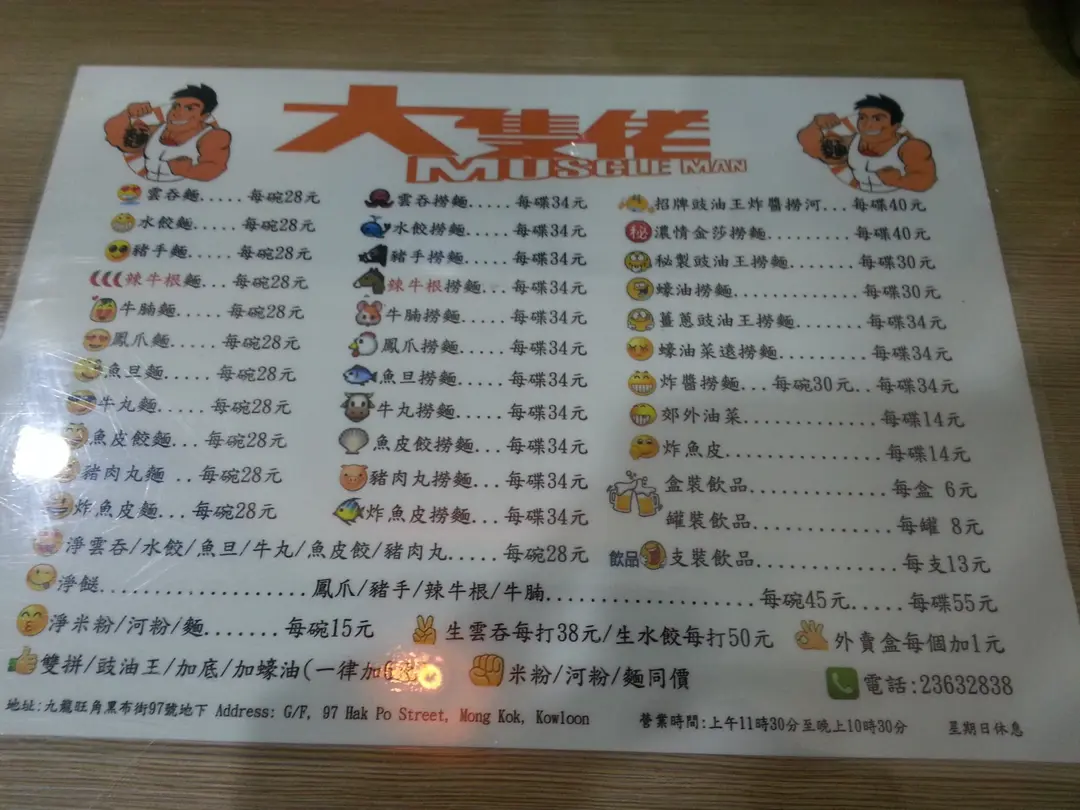 大隻佬
MUSCLE MAN
雲吞麵..... 每碗28元
水餃麵..... 每碗28元
豬手麵..... 每碗28元
辣牛根麵... 每碗28元
牛腩麵..... 每碗28元
鳳爪麵..... 每碗28元
魚旦麵..... 每碗28元
牛丸麵..... 每碗28元
魚皮餃麵... 每碗28元
豬肉丸麵 .. 每碗28元
炸魚皮麵... 每碗28元
雲吞撈麵..... 每碟34元
水餃撈麵..... 每碟34元
豬手撈麵..... 每碟34元
辣牛根撈麵... 每碟34元
牛腩撈麵..... 每碟34元
鳳爪撈麵..... 每碟34元
魚旦撈麵..... 每碟34元
牛丸撈麵..... 每碟34元
魚皮餃撈麵... 每碟34元
豬肉丸撈麵... 每碟34元
炸魚皮撈麵... 每碟34元
招牌豉油王炸醬撈河... 每碟40元
秘 濃情金莎撈麵......... 每碟40元
秘製豉油王撈麵....... 每碟30元
蠔油撈麵............. 每碟30元
薑蔥豉油王撈麵....... 每碟34元
蠔油菜遠撈麵......... 每碟34元
炸醬撈麵... 每碗30元.. 每碟34元
郊外油菜............. 每碟14元
炸魚皮............... 每碟14元
盒裝飲品............. 每盒 6元
罐裝飲品............. 每罐 8元
飲品 支裝飲品............. 每支13元
淨雲吞/水餃/魚旦/牛丸/魚皮餃/豬肉丸..... 每碗28元
淨餸.................... 鳳爪/豬手/辣牛根/牛腩.................... 每碗45元..... 每碟55元
淨米粉/河粉/麵....... 每碗15元
生雲吞每打38元/生水餃每打50元
外賣盒每個加1元
雙拼/豉油王/加底/加蠔油(一律加
米粉/河粉/麵同價
電話:23632838
地址:九龍旺角黑布街97號地下 Address: G/F, 97 Hak Po Street, Mong Kok, Kowloon
營業時間:上午11時30分至晚上10時30分
星期日休息